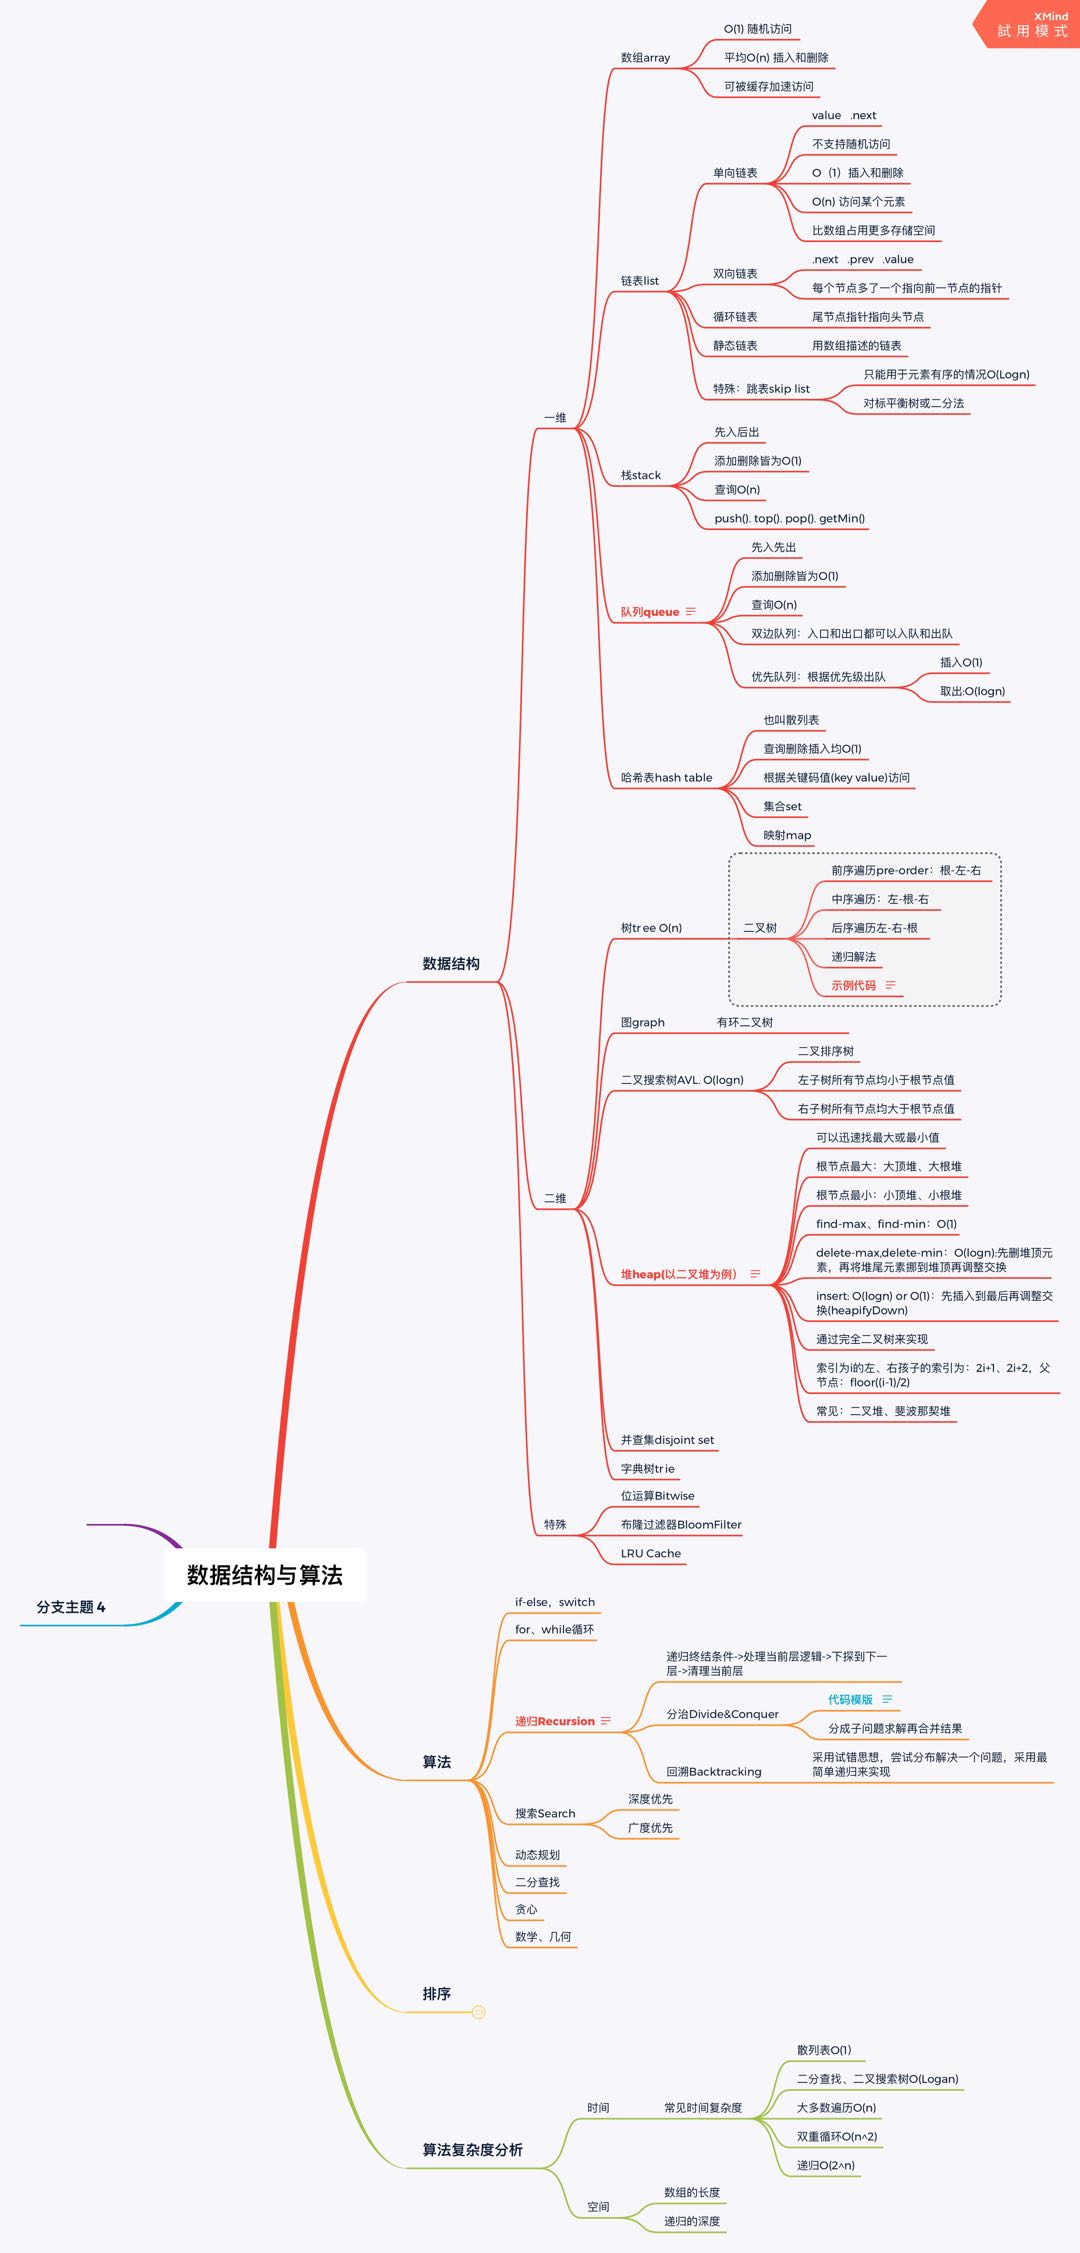 XMind
試用模式
O(1) 随机访问
数组array
平均O(n) 插入和删除
可被缓存加速访问
value .next
不支持随机访问
单向链表
O（1）插入和删除
O(n) 访问某个元素
比数组占用更多存储空间
.next .prev .value
双向链表
每个节点多了一个指向前一节点的指针
链表list
循环链表
尾节点指针指向头节点
静态链表
用数组描述的链表
只能用于元素有序的情况O(Logn)
特殊：跳表skip list
对标平衡树或二分法
一维
先入后出
添加删除皆为O(1)
栈stack
查询O(n)
push(). top(). pop(). getMin()
先入先出
添加删除皆为O(1)
查询O(n)
队列queue
双边队列：入口和出口都可以入队和出队
优先队列：根据优先级出队
插入O(1)
取出:O(logn)
也叫散列表
查询删除插入均O(1)
哈希表hash table
根据关键码值(key value)访问
集合set
映射map
前序遍历pre-order：根-左-右
中序遍历：左-根-右
树tree O(n)
二叉树
后序遍历左-右-根
递归解法
示例代码
数据结构
图graph
有环二叉树
二叉排序树
二叉搜索树AVL. O(logn)
左子树所有节点均小于根节点值
右子树所有节点均大于根节点值
可以迅速找最大或最小值
根节点最大：大顶堆、大根堆
二维
根节点最小：小顶堆、小根堆
find-max、find-min：O(1)
delete-max,delete-min：O(logn):先删堆顶元
素，再将堆尾元素挪到堆顶再调整交换
堆heap(以二叉堆为例）
insert: O(logn) or O(1)：先插入到最后再调整交
换(heapifyDown)
通过完全二叉树来实现
索引为i的左、右孩子的索引为：2i+1、2i+2，父
节点：floor((i-1)/2)
常见：二叉堆、斐波那契堆
并查集disjoint set
字典树trie
位运算Bitwise
特殊
布隆过滤器BloomFilter
LRU Cache
数据结构与算法
分支主题 4
if-else，switch
for、while循环
递归终结条件->处理当前层逻辑->下探到下一
层->清理当前层
代码模版
分治Divide&Conquer
递归Recursion
分成子问题求解再合并结果
采用试错思想，尝试分布解决一个问题，采用最
简单递归来实现
回溯Backtracking
算法
深度优先
搜索Search
广度优先
动态规划
二分查找
贪心
数学、几何
排序
13
散列表O(1)
二分查找、二叉搜索树O(Logan)
时间
常见时间复杂度
大多数遍历O(n)
双重循环O(n^2)
算法复杂度分析
递归O(2^n)
数组的长度
空间
递归的深度